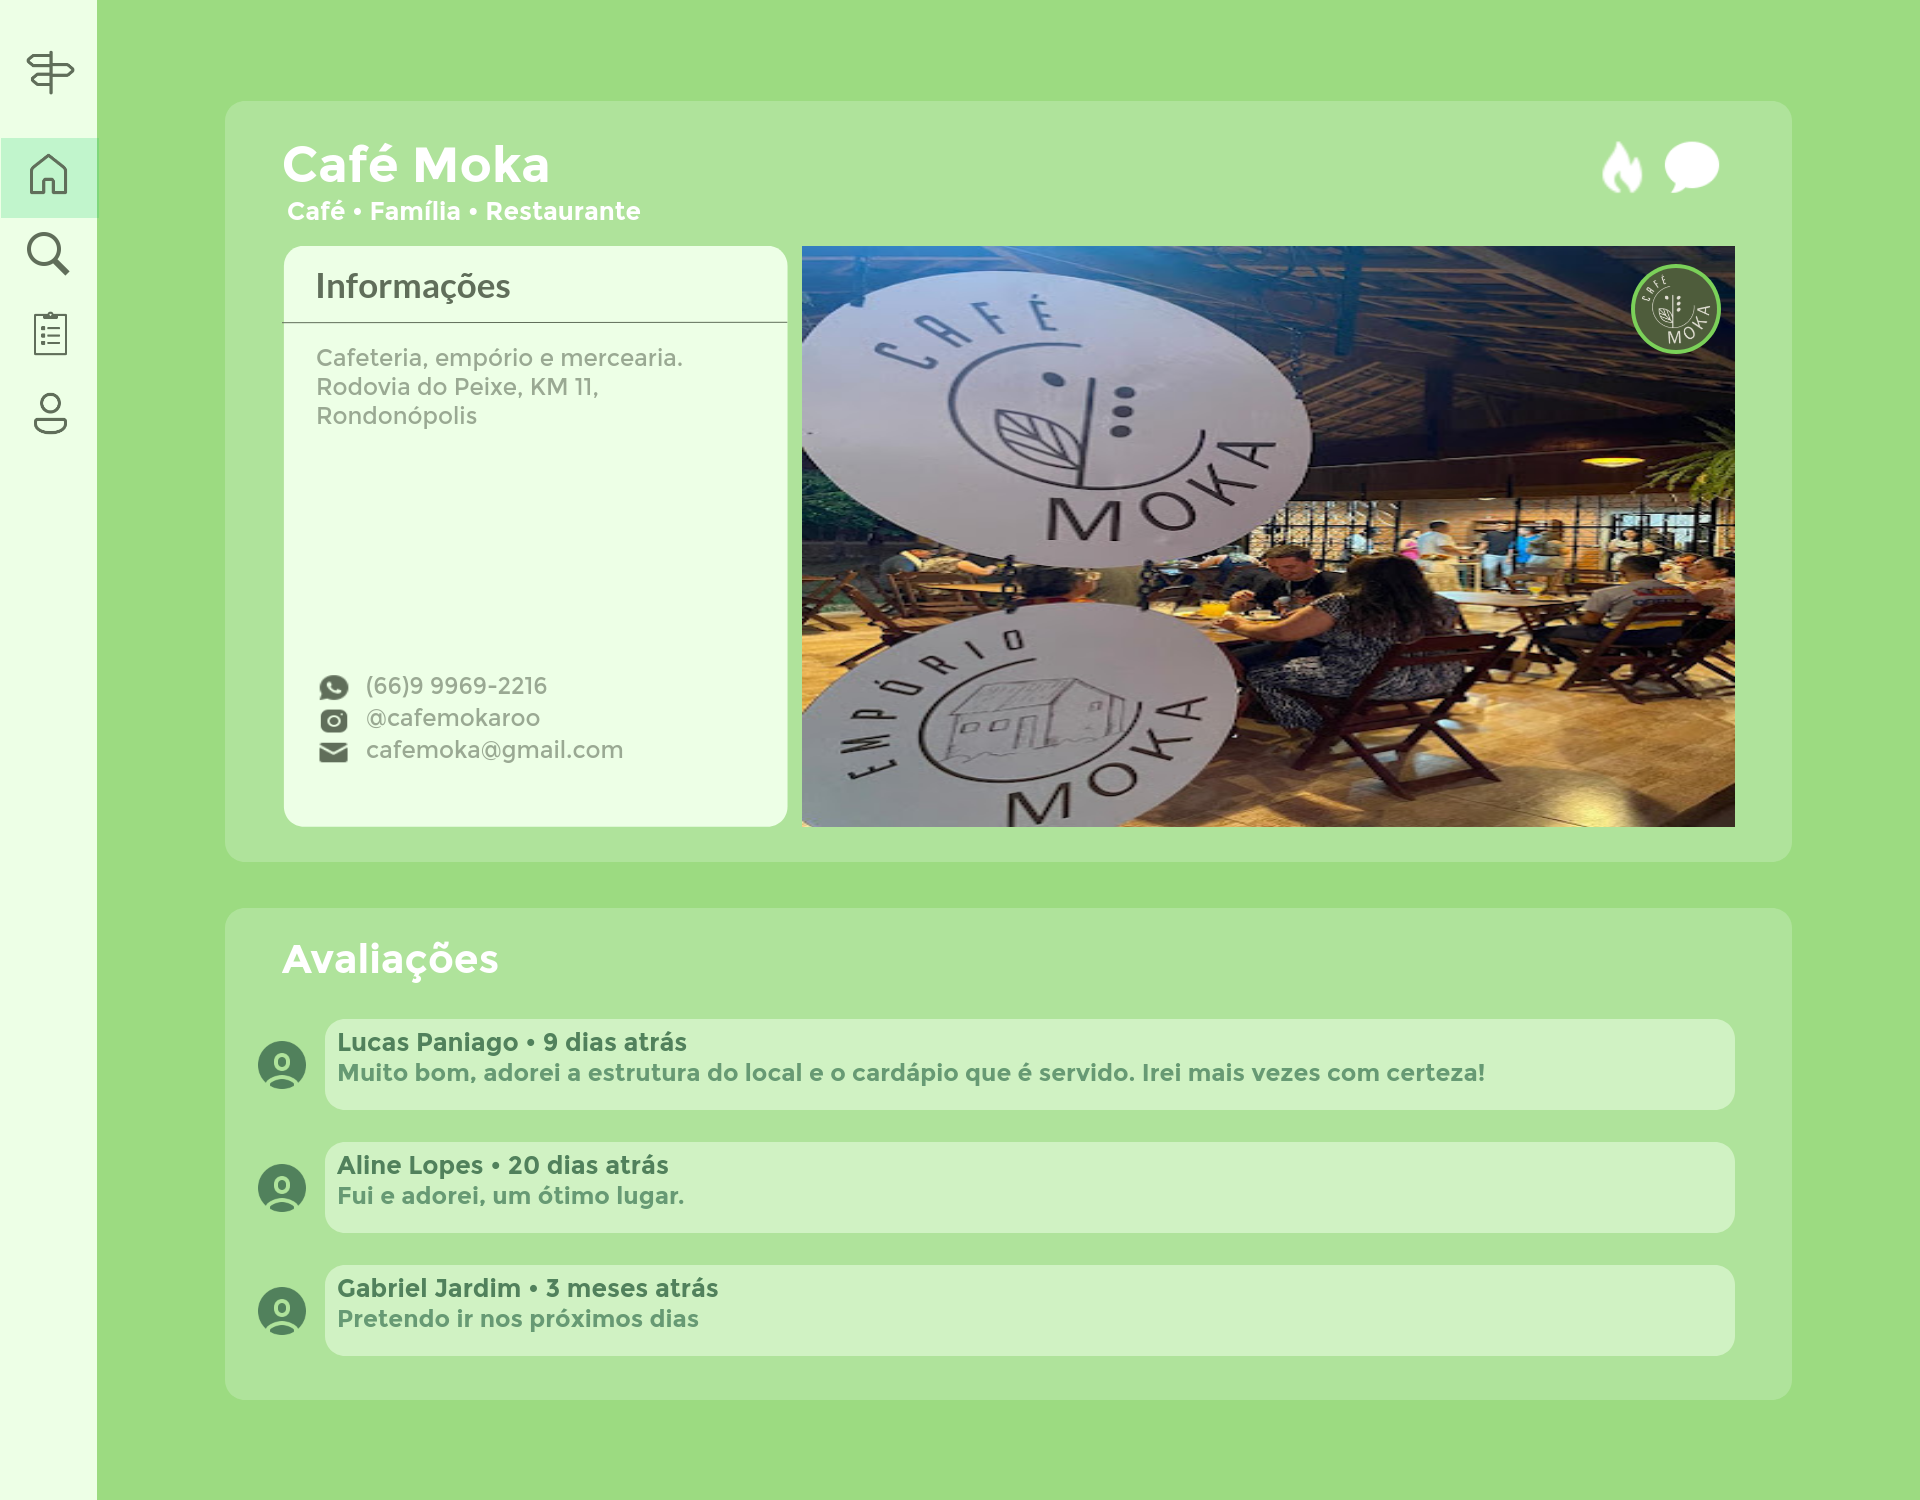 Café Moka
Café • Família • Restaurante
Informações
Cafeteria, empório e mercearia.
Rodovia do Peixe, KM 11,
Rondonópolis
(66)9 9969-2216
@cafemokaroo
cafemoka@gmail.com
CAFÉ
MOKA
EMPÓRIO
MOKA
CAFÉ
MOKA
Avaliações
Lucas Paniago • 9 dias atrás
Muito bom, adorei a estrutura do local e o cardápio que é servido. Irei mais vezes com certeza!
Aline Lopes • 20 dias atrás
Fui e adorei, um ótimo lugar.
Gabriel Jardim • 3 meses atrás
Pretendo ir nos próximos dias